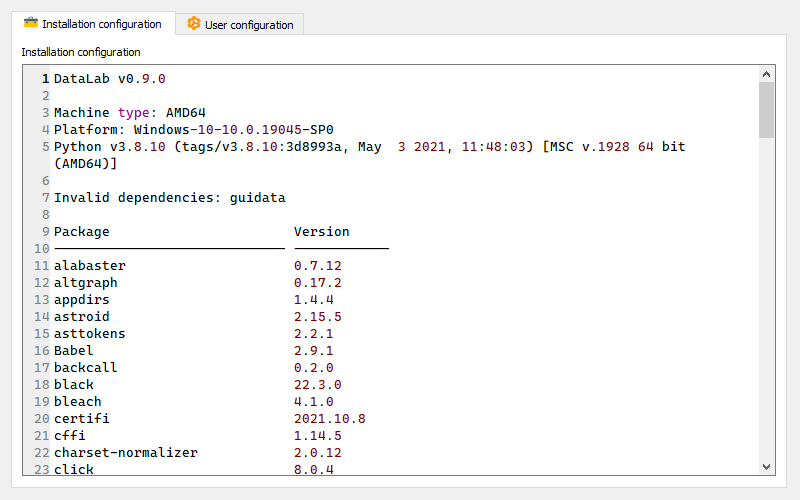 Installation configuration
User configuration
Installation configuration
1 DataLab v0.9.0
2
3 Machine type: AMD64
4 Platform: Windows-10-10.0.19045-SP0
5 Python v3.8.10 (tags/v3.8.10:3d8993a, May  3 2021, 11:48:03) [MSC v.1928 64 bit
(AMD64)]
6
7 Invalid dependencies: guidata
8
9 Package Version
10 ----------------------------- ------------
11 alabaster 0.7.12
12 altgraph 0.17.2
13 appdirs 1.4.4
14 astroid 2.15.5
15 asttokens 2.2.1
16 Babel 2.9.1
17 backcall 0.2.0
18 black 22.3.0
19 bleach 4.1.0
20 certifi 2021.10.8
21 cffi 1.14.5
22 charset-normalizer 2.0.12
23 click 8.0.4